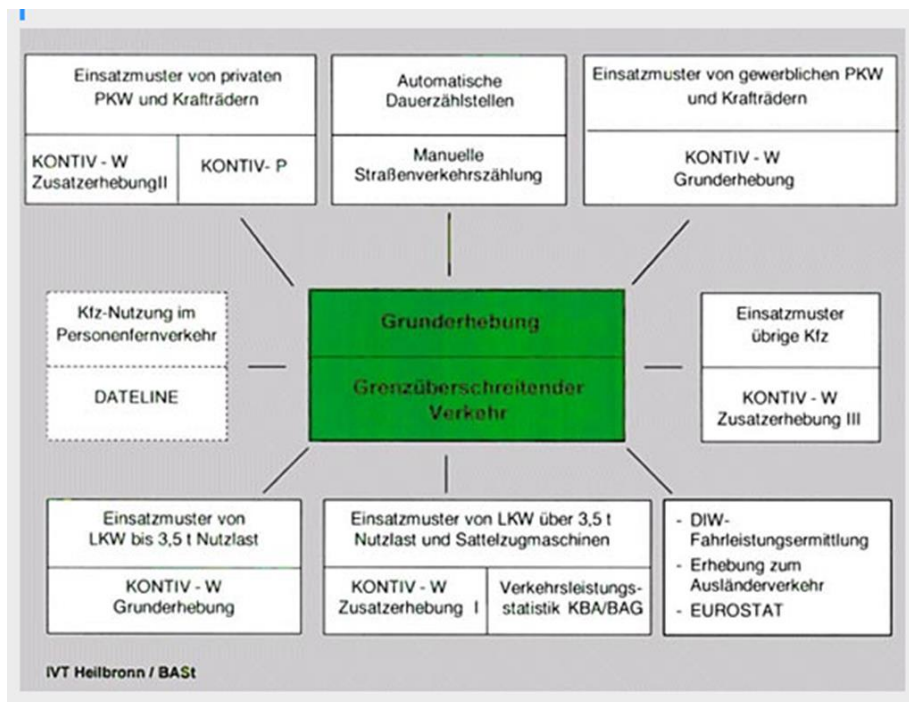 Einsatzmuster von privaten
PKW und Krafträdern
KONTIV - W
ZusatzerhebungII
KONTIV- P
Automatische
Dauerzählstellen
Manuelle
Straßenverkehrszählung
Einsatzmuster von gewerblichen PKW
und Krafträdern
KONTIV - W
Grunderhebung
Kfz-Nutzung im
Personenfernverkehr
DATELINE
Grunderhebung
Grenzüberschreitender
Verkehr
Einsatzmuster
übrige Kfz
KONTIV - W
Zusatzerhebung III
Einsatzmuster von
LKW bis 3,5 t Nutzlast
KONTIV - W
Grunderhebung
Einsatzmuster von LKW über 3,5 t
Nutzlast und Sattelzugmaschinen
KONTIV - W
Zusatzerhebung I
Verkehrsleistungs-
statistik KBA/BAG
- DIW-
Fahrleistungsermittlung
- Erhebung zum
Ausländerverkehr
- EUROSTAT
IVT Heilbronn / BASt